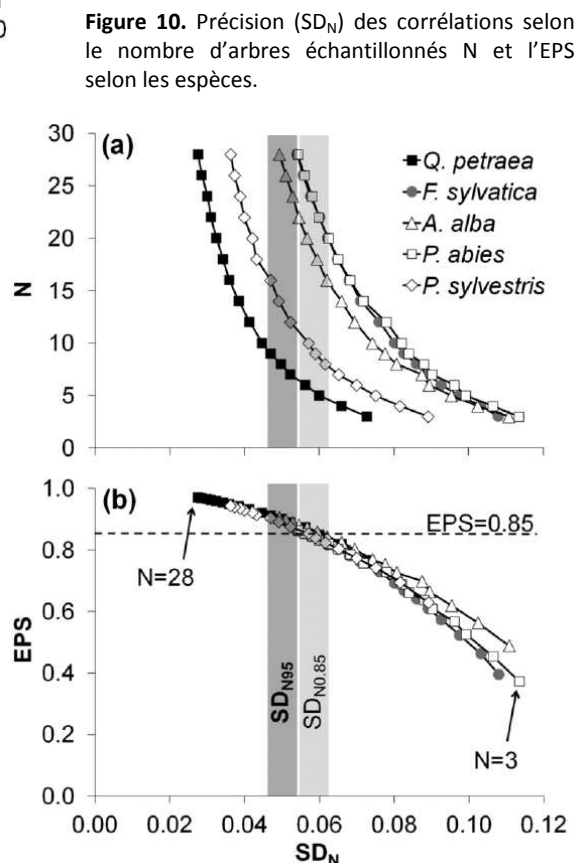 0
Figure 10. Précision (SDN) des corrélations selon
le nombre d’arbres échantillonnés N et l’EPS
selon les espèces.
(a)
30
25
20
15
10
5
0
N
Q. petraea
F. sylvatica
A. alba
P. abies
P. sylvestris
(b)
1.0
0.8
0.6
0.4
0.2
0.0
EPS
EPS=0.85
N=28
SDN95
SDN0.85
N=3
0.00 0.02 0.04 0.06 0.08 0.10 0.12
SDN